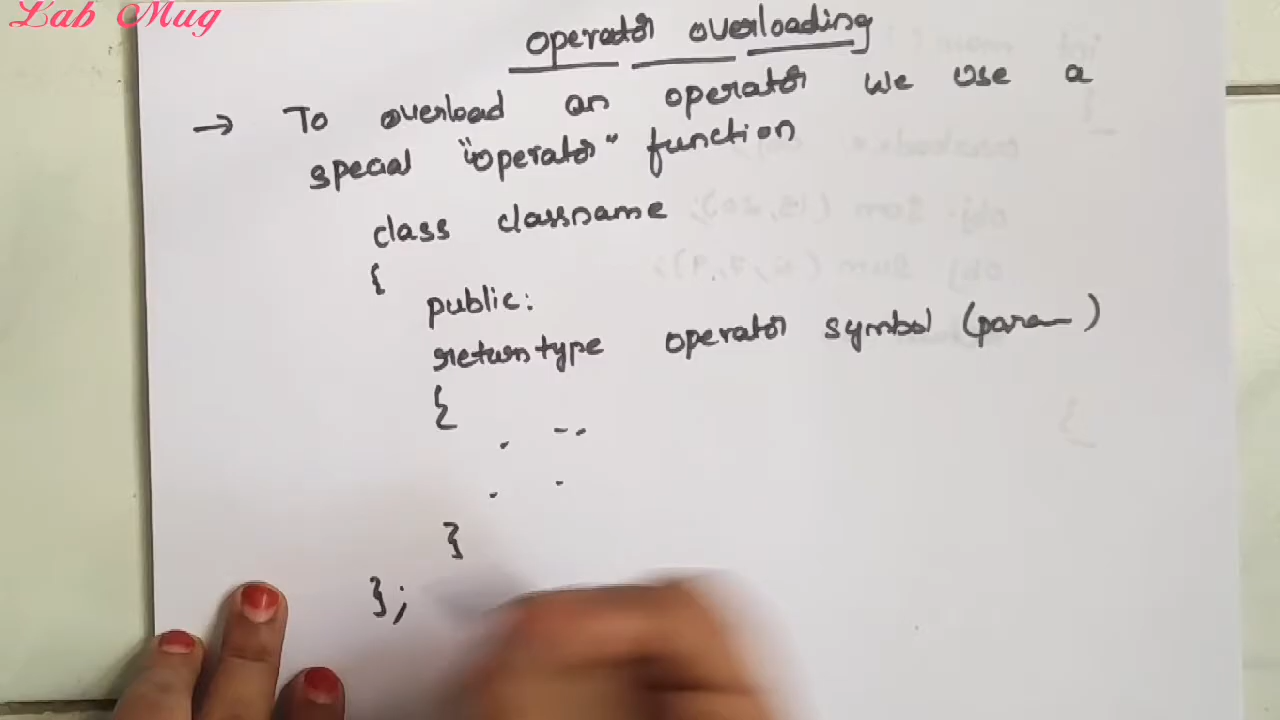 Lab Mug
operator overloading
→ To overload an operator we use a
special "operator" function
class classname
{
public:
returntype operator symbol (param)
{
. --.
. .
}
};